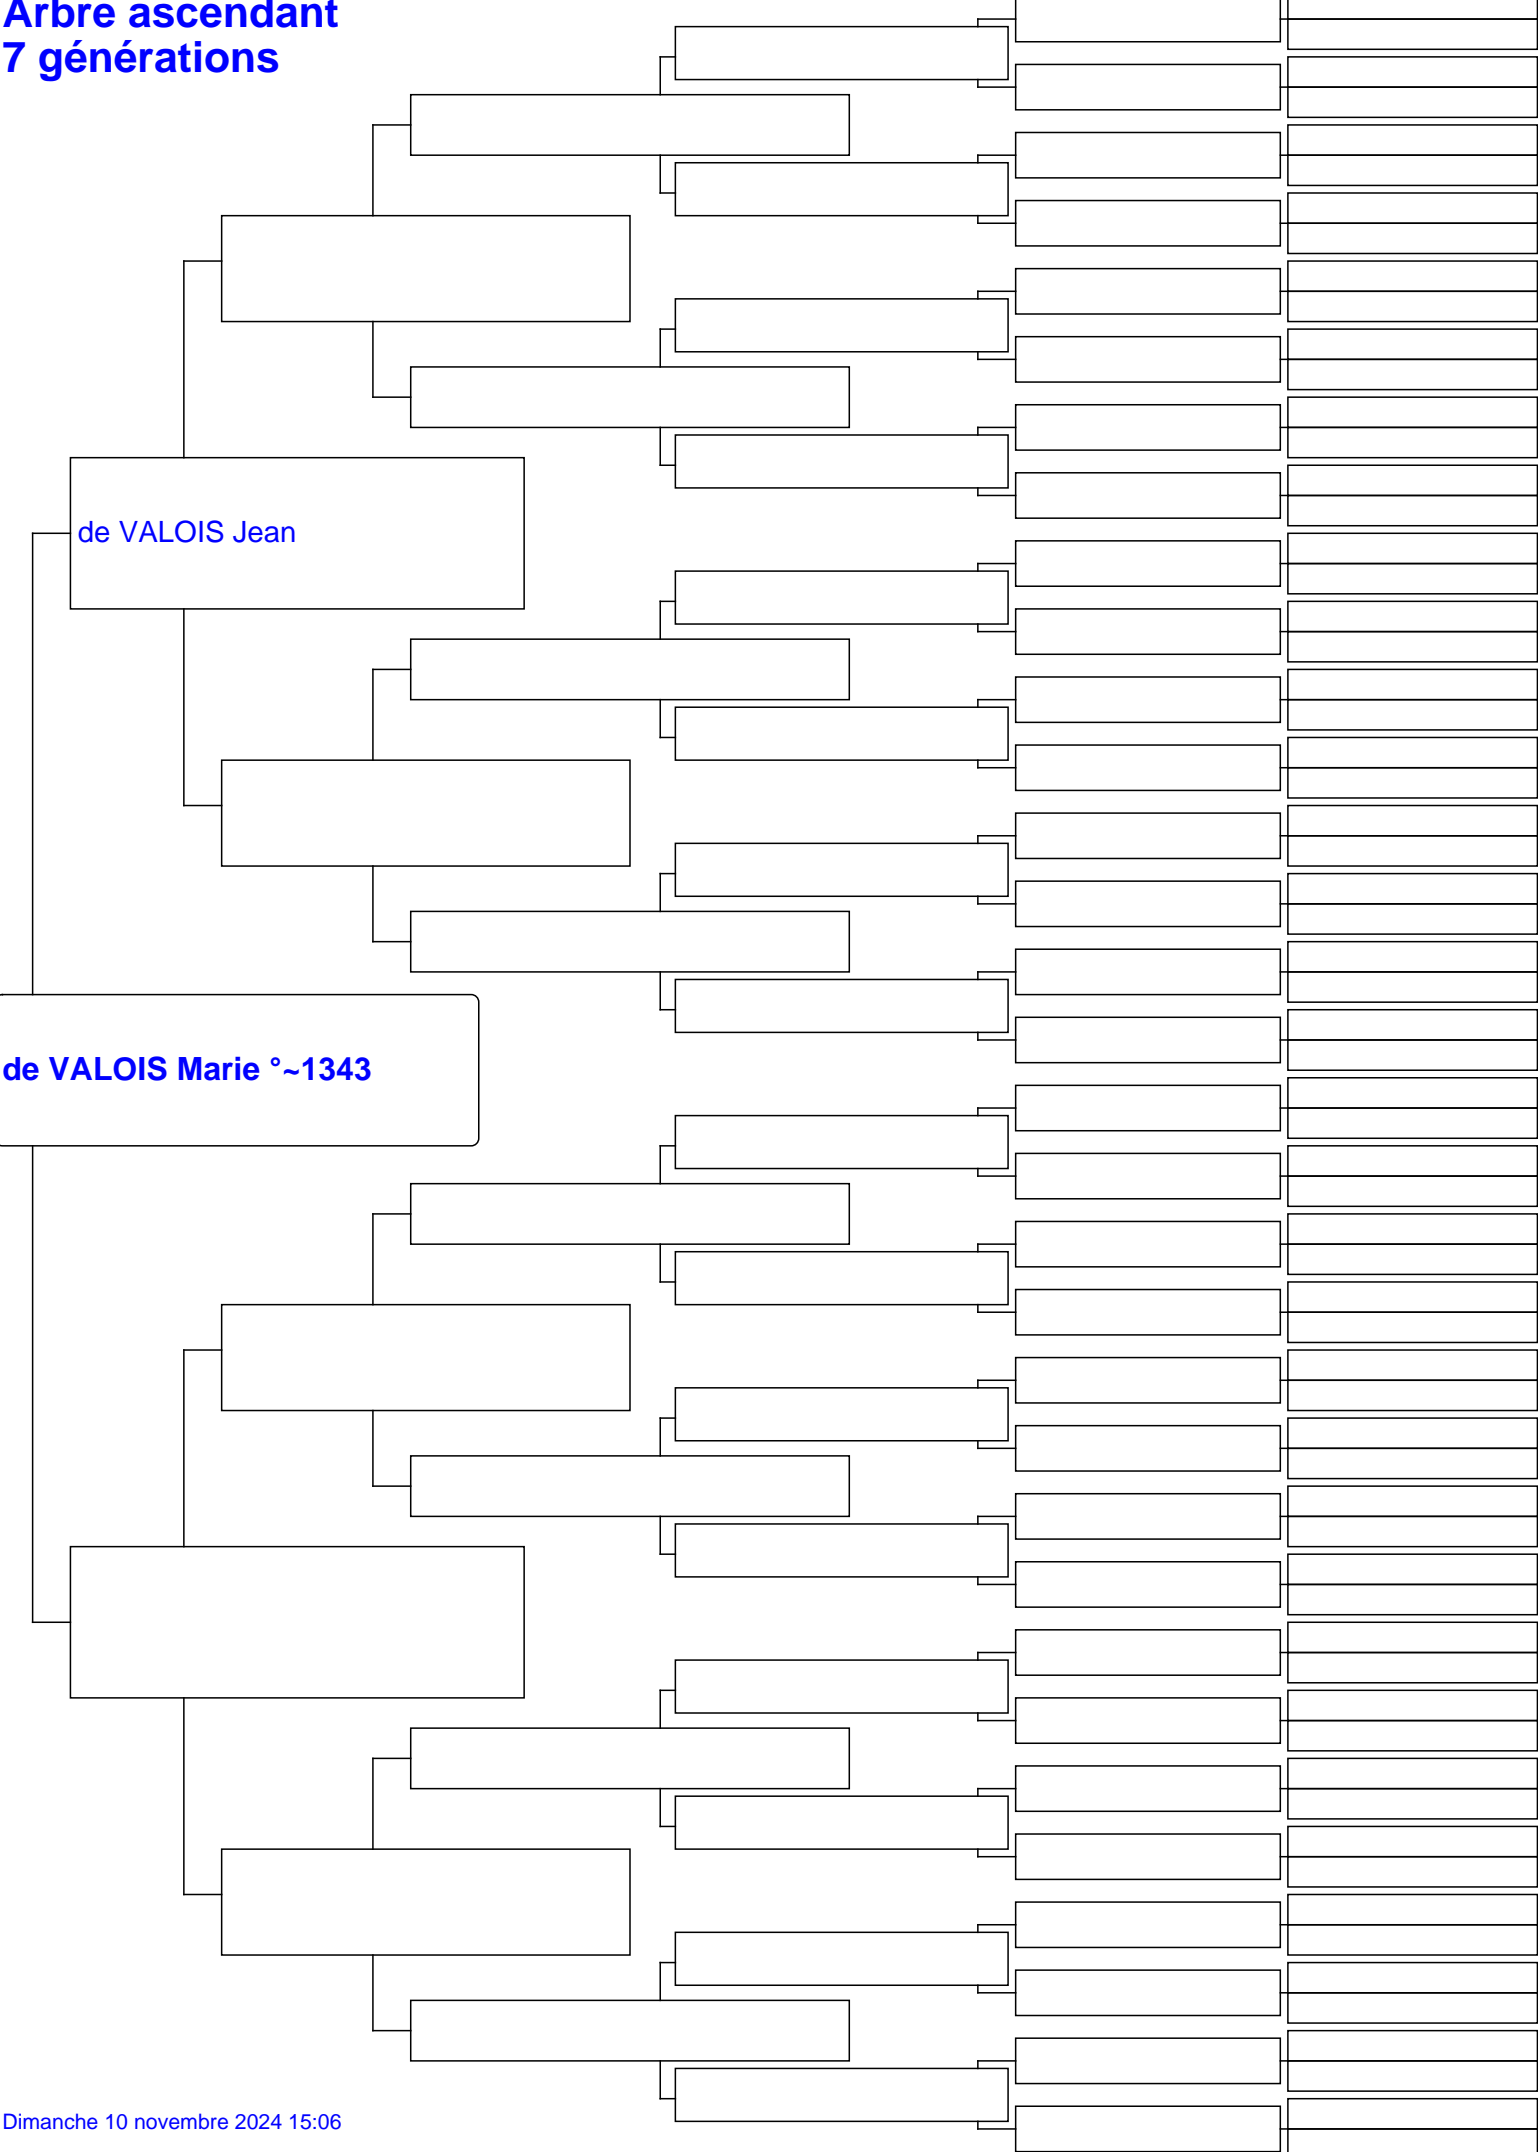 Arbre ascendant
7 générations
de VALOIS Jean
de VALOIS Marie °~1343
Dimanche 10 novembre 2024 15:06